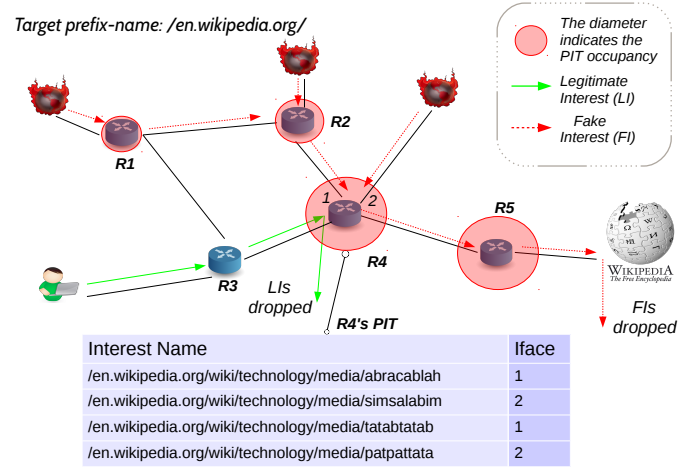 Target prefix-name: /en.wikipedia.org/
The diameter
indicates the
PIT occupancy
Legitimate
Interest (LI)
Fake
Interest (FI)
R1
R2
1
2
R4
R5
R3
LIs
dropped
WIKIPEDIA
The Free Encyclopedia
FIs
dropped
R4's PIT
Interest Name Iface
/en.wikipedia.org/wiki/technology/media/abracablah 1
/en.wikipedia.org/wiki/technology/media/simsalabim 2
/en.wikipedia.org/wiki/technology/media/tatabtatab 1
/en.wikipedia.org/wiki/technology/media/patpattata 2